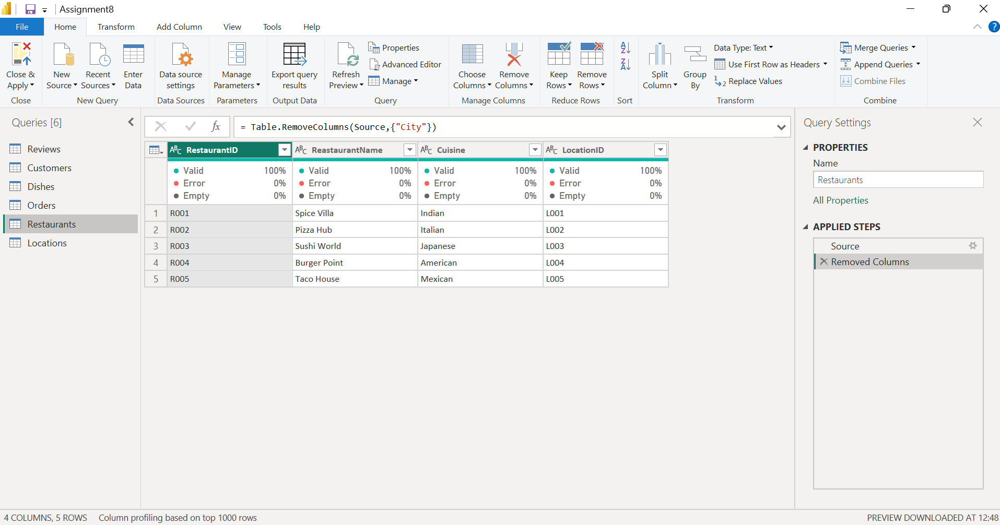 Assignment8
File Home Transform Add Column View Tools Help
Close & Apply
Close
New Source
Recent Sources
Enter Data
New Query
Data source settings
Data Sources
Manage Parameters
Parameters
Export query results
Output Data
Refresh Preview
Properties
Advanced Editor
Manage
Query
Choose Columns
Remove Columns
Manage Columns
Keep Rows
Remove Rows
Reduce Rows
A Z
Z A
Sort
Split Column
Group By
Data Type: Text
Use First Row as Headers
1 2 Replace Values
Transform
Merge Queries
Append Queries
Combine Files
Combine
?
Queries [6]
Reviews
Customers
Dishes
Orders
Restaurants
Locations
fx
= Table.RemoveColumns(Source,{"City"})
ABC RestaurantID ABC ReastaurantName ABC Cuisine ABC LocationID
Valid 100% Valid 100% Valid 100% Valid 100%
Error 0% Error 0% Error 0% Error 0%
Empty 0% Empty 0% Empty 0% Empty 0%
1 R001 Spice Villa Indian L001
2 R002 Pizza Hub Italian L002
3 R003 Sushi World Japanese L003
4 R004 Burger Point American L004
5 R005 Taco House Mexican L005
Query Settings
PROPERTIES
Name
Restaurants
All Properties
APPLIED STEPS
Source
Removed Columns
4 COLUMNS, 5 ROWS Column profiling based on top 1000 rows
PREVIEW DOWNLOADED AT 12:48